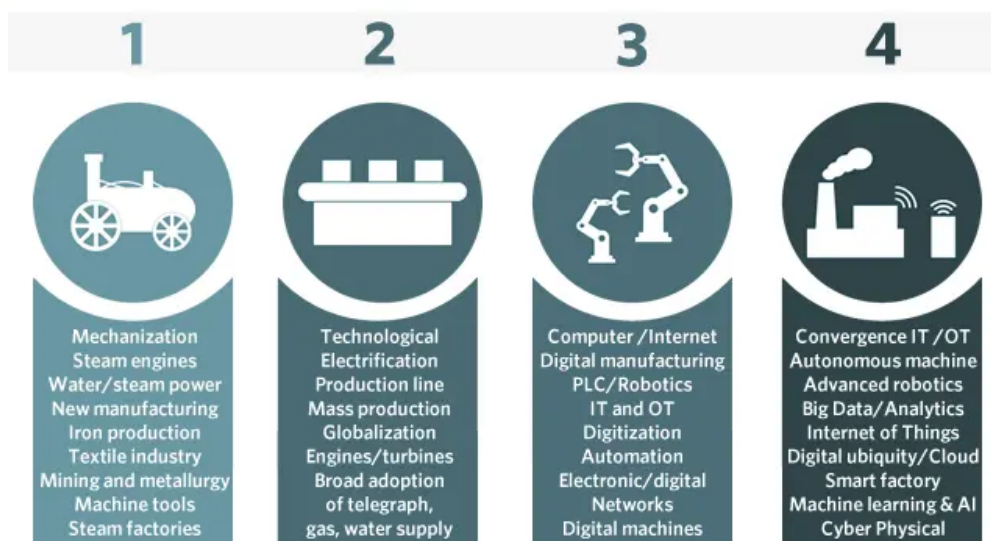 1
2
3
4
Mechanization
Steam engines
Water/steam power
New manufacturing
Iron production
Textile industry
Mining and metallurgy
Machine tools
Steam factories
Technological
Electrification
Production line
Mass production
Globalization
Engines/turbines
Broad adoption
of telegraph,
gas, water supply
Computer /Internet
Digital manufacturing
PLC/Robotics
IT and OT
Digitization
Automation
Electronic/digital
Networks
Digital machines
Convergence IT /OT
Autonomous machine
Advanced robotics
Big Data/Analytics
Internet of Things
Digital ubiquity/Cloud
Smart factory
Machine learning & AI
Cyber Physical